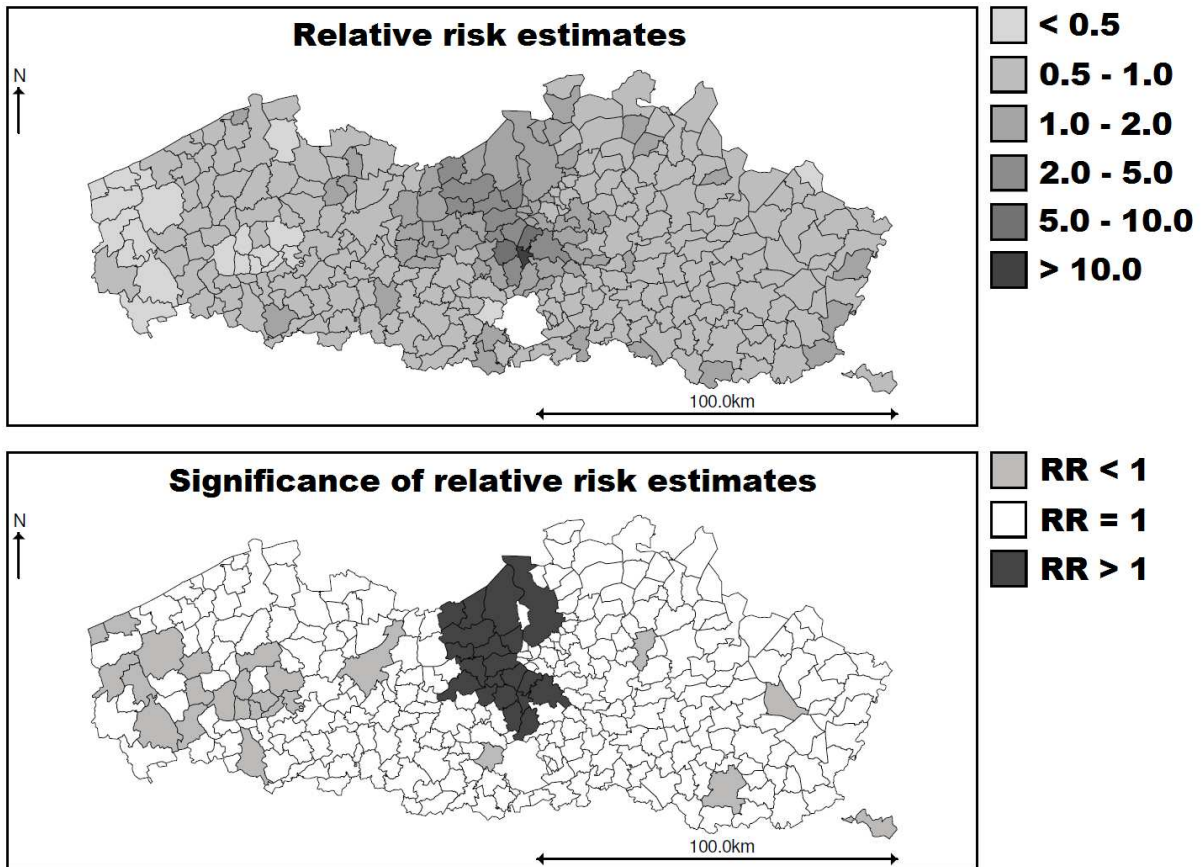 Relative risk estimates
N
100.0km
< 0.5
0.5 - 1.0
1.0 - 2.0
2.0 - 5.0
5.0 - 10.0
> 10.0
Significance of relative risk estimates
N
100.0km
RR < 1
RR = 1
RR > 1